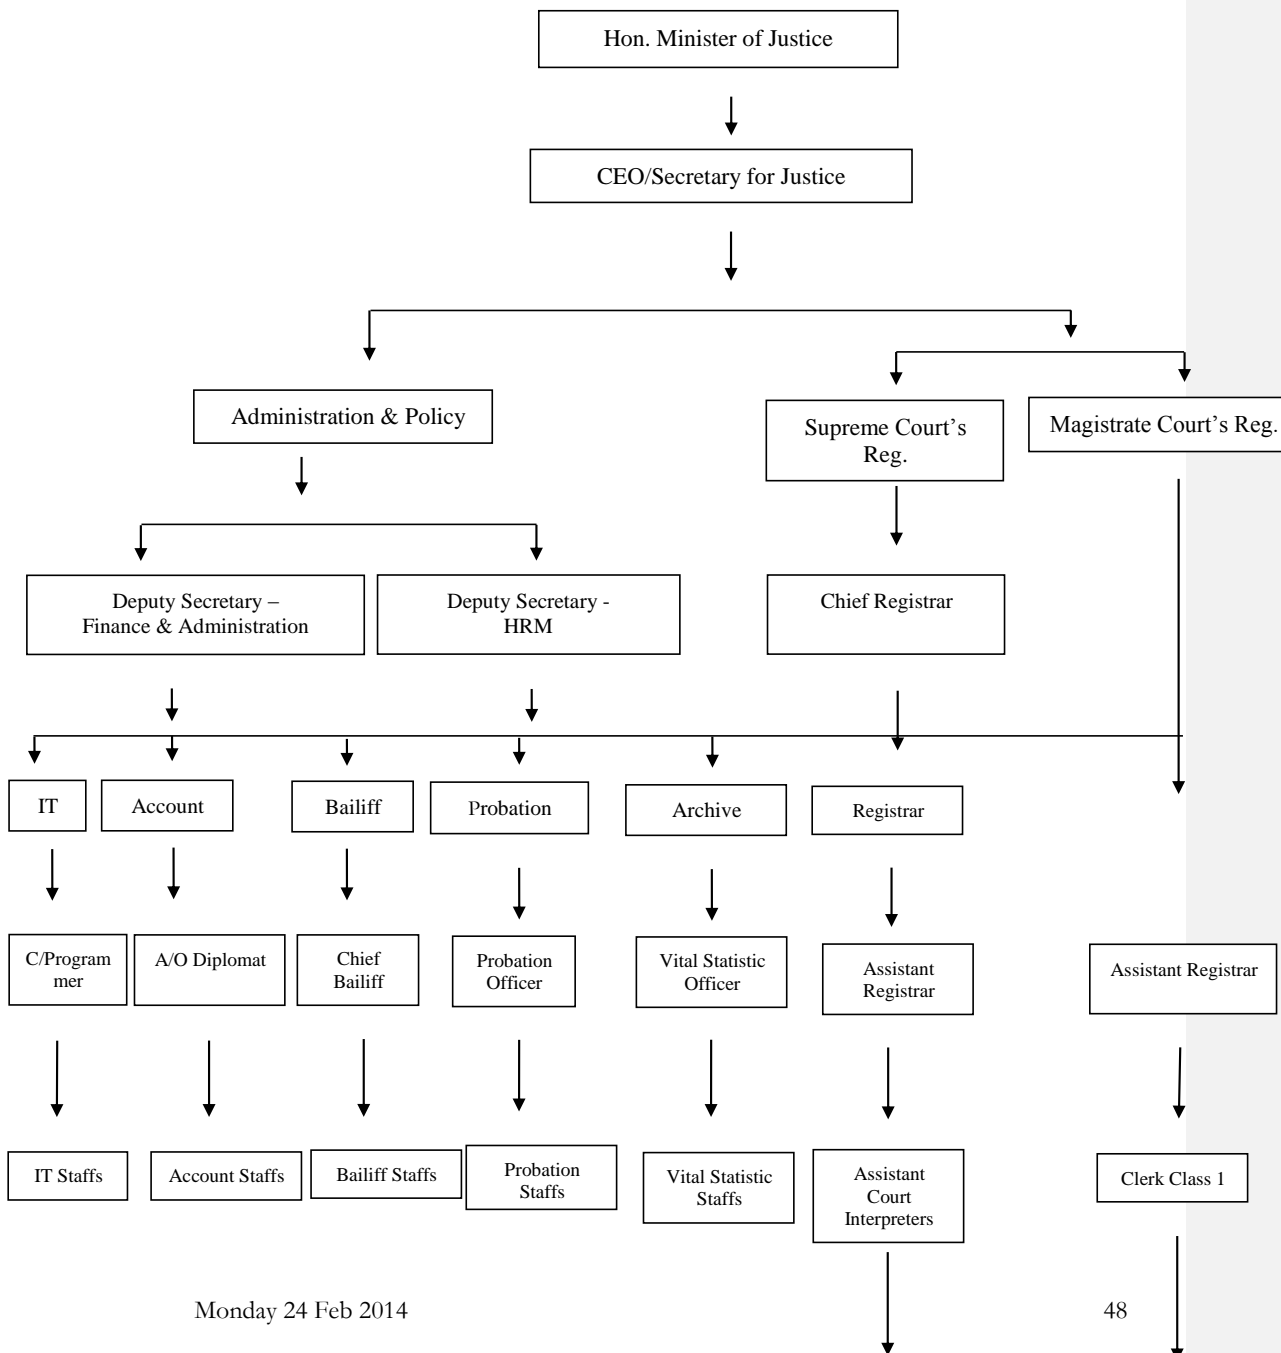 Hon. Minister of Justice
CEO/Secretary for Justice
Administration & Policy
Supreme Court's
Reg.
Magistrate Court's Reg.
Deputy Secretary –
Finance & Administration
Deputy Secretary -
HRM
Chief Registrar
IT
Account
Bailiff
Probation
Archive
Registrar
C/Program
mer
A/O Diplomat
Chief
Bailiff
Probation
Officer
Vital Statistic
Officer
Assistant
Registrar
Assistant Registrar
IT Staffs
Account Staffs
Bailiff Staffs
Probation
Staffs
Vital Statistic
Staffs
Assistant
Court
Interpreters
Clerk Class 1
Monday 24 Feb 2014
48